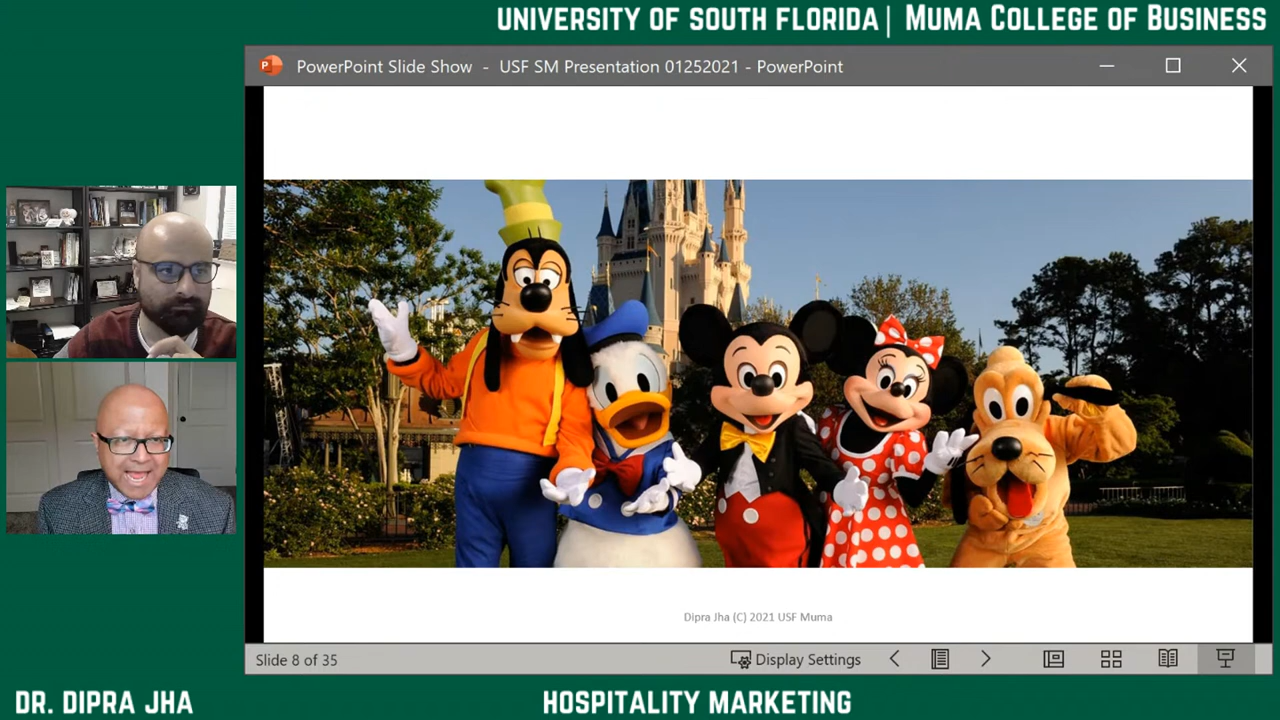 UNIVERSITY OF SOUTH FLORIDA | MUMA COLLEGE OF BUSINESS
PowerPoint Slide Show - USF SM Presentation 01252021 - PowerPoint
Dipra Jha (C) 2021 USF Muma
Slide 8 of 35
Display Settings
DR. DIPRA JHA
HOSPITALITY MARKETING